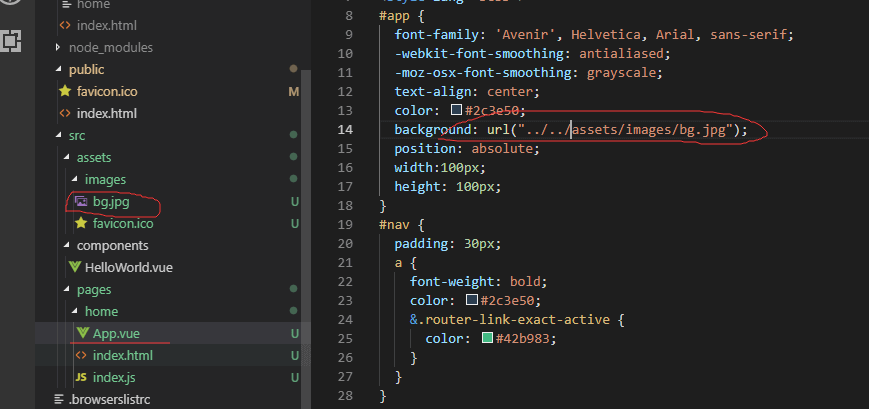 home
index.html
node_modules
public
favicon.ico M
index.html
src
assets
images
bg.jpg U
favicon.ico U
components
HelloWorld.vue
pages
home
App.vue U
index.html U
JS index.js U
.browserslistrc
8 #app {
9 font-family: 'Avenir', Helvetica, Arial, sans-serif;
10 -webkit-font-smoothing: antialiased;
11 -moz-osx-font-smoothing: grayscale;
12 text-align: center;
13 color: #2c3e50;
14 background: url("../../assets/images/bg.jpg");
15 position: absolute;
16 width:100px;
17 height: 100px;
18 }
19 #nav {
20 padding: 30px;
21 a {
22 font-weight: bold;
23 color: #2c3e50;
24 &.router-link-exact-active {
25 color: #42b983;
26 }
27 }
28 }